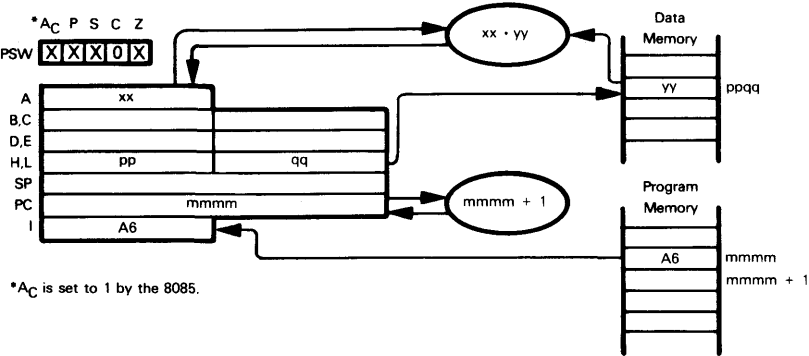 *AC P S C Z
PSW X X X 0 X
xx · yy
Data
Memory
yy ppqq
A xx
B,C
D,E
H,L pp qq
SP
PC mmmm
mmmm + 1
I A6
Program
Memory
A6 mmmm
mmmm + 1
*AC is set to 1 by the 8085.